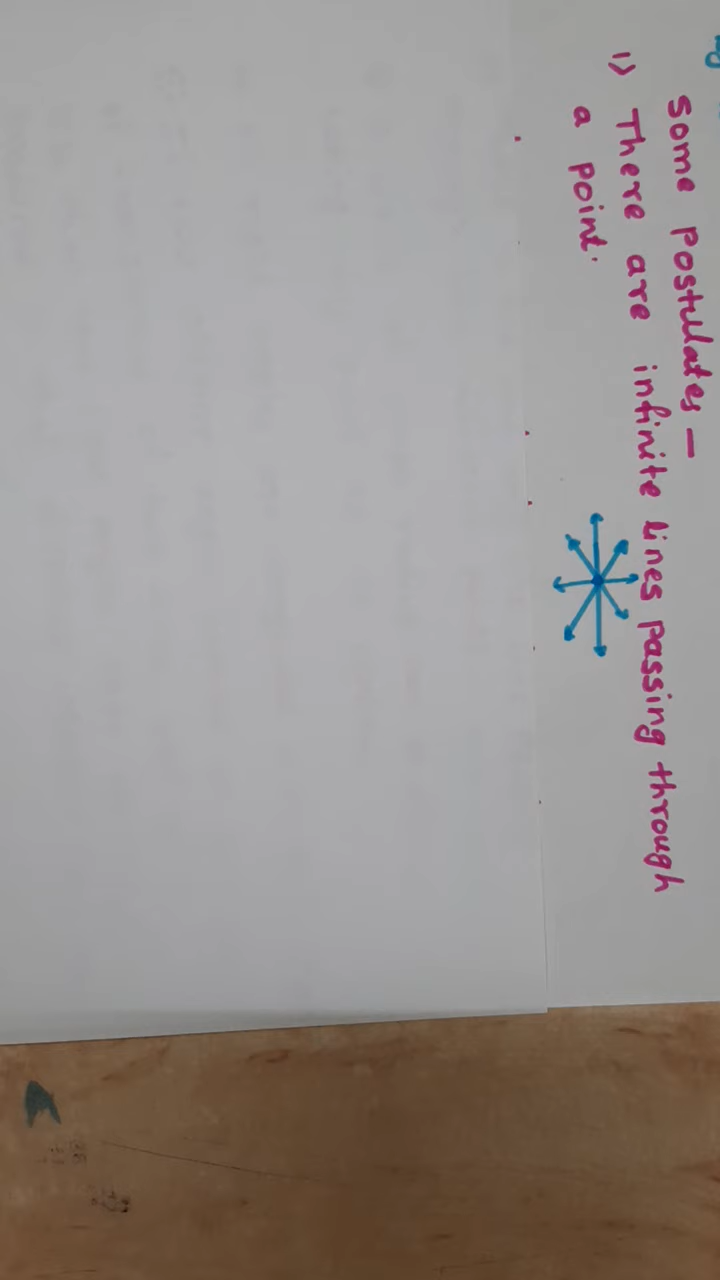 Some postulates –
1) There are infinite lines passing through
a point.